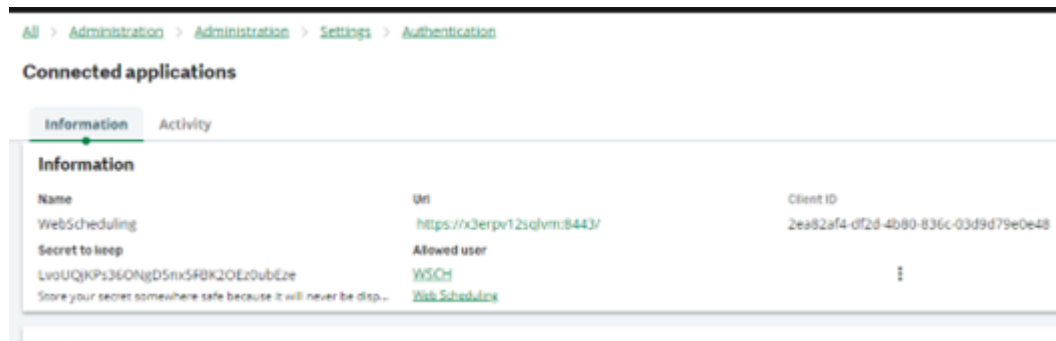 All > Administration > Administration > Settings > Authentication
Connected applications
Information Activity
Information
Name Url Client ID
WebScheduling https://x3erpv12sqlvm:8443/ 2ea82af4-df2d-4b80-836c-03d9d79e0e48
Secret to keep Allowed user
WSCH
Store your secret somewhere safe because it will never be disp... Web Scheduling